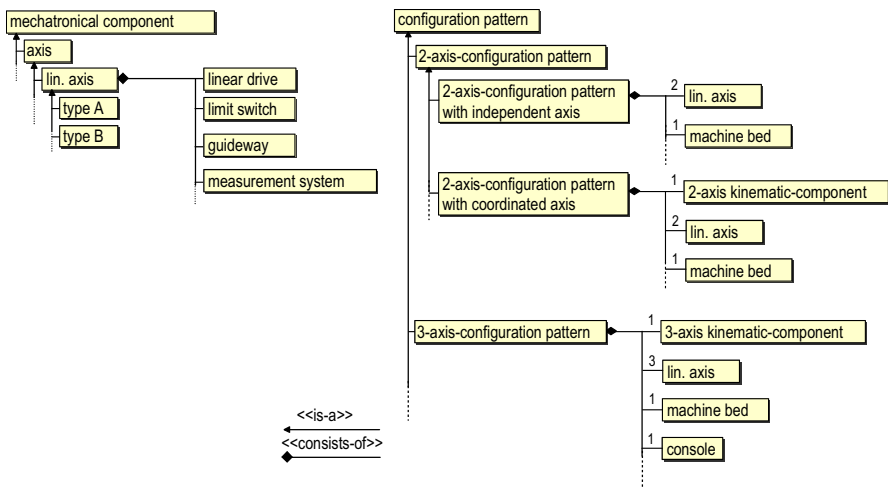 mechatronical component
axis
lin. axis
type A
type B
linear drive
limit switch
guideway
measurement system
configuration pattern
2-axis-configuration pattern
2-axis-configuration pattern
with independent axis
2
lin. axis
1
machine bed
2-axis-configuration pattern
with coordinated axis
1
2-axis kinematic-component
2
lin. axis
1
machine bed
3-axis-configuration pattern
1
3-axis kinematic-component
3
lin. axis
1
machine bed
1
console
<<is-a>>
<<consists-of>>